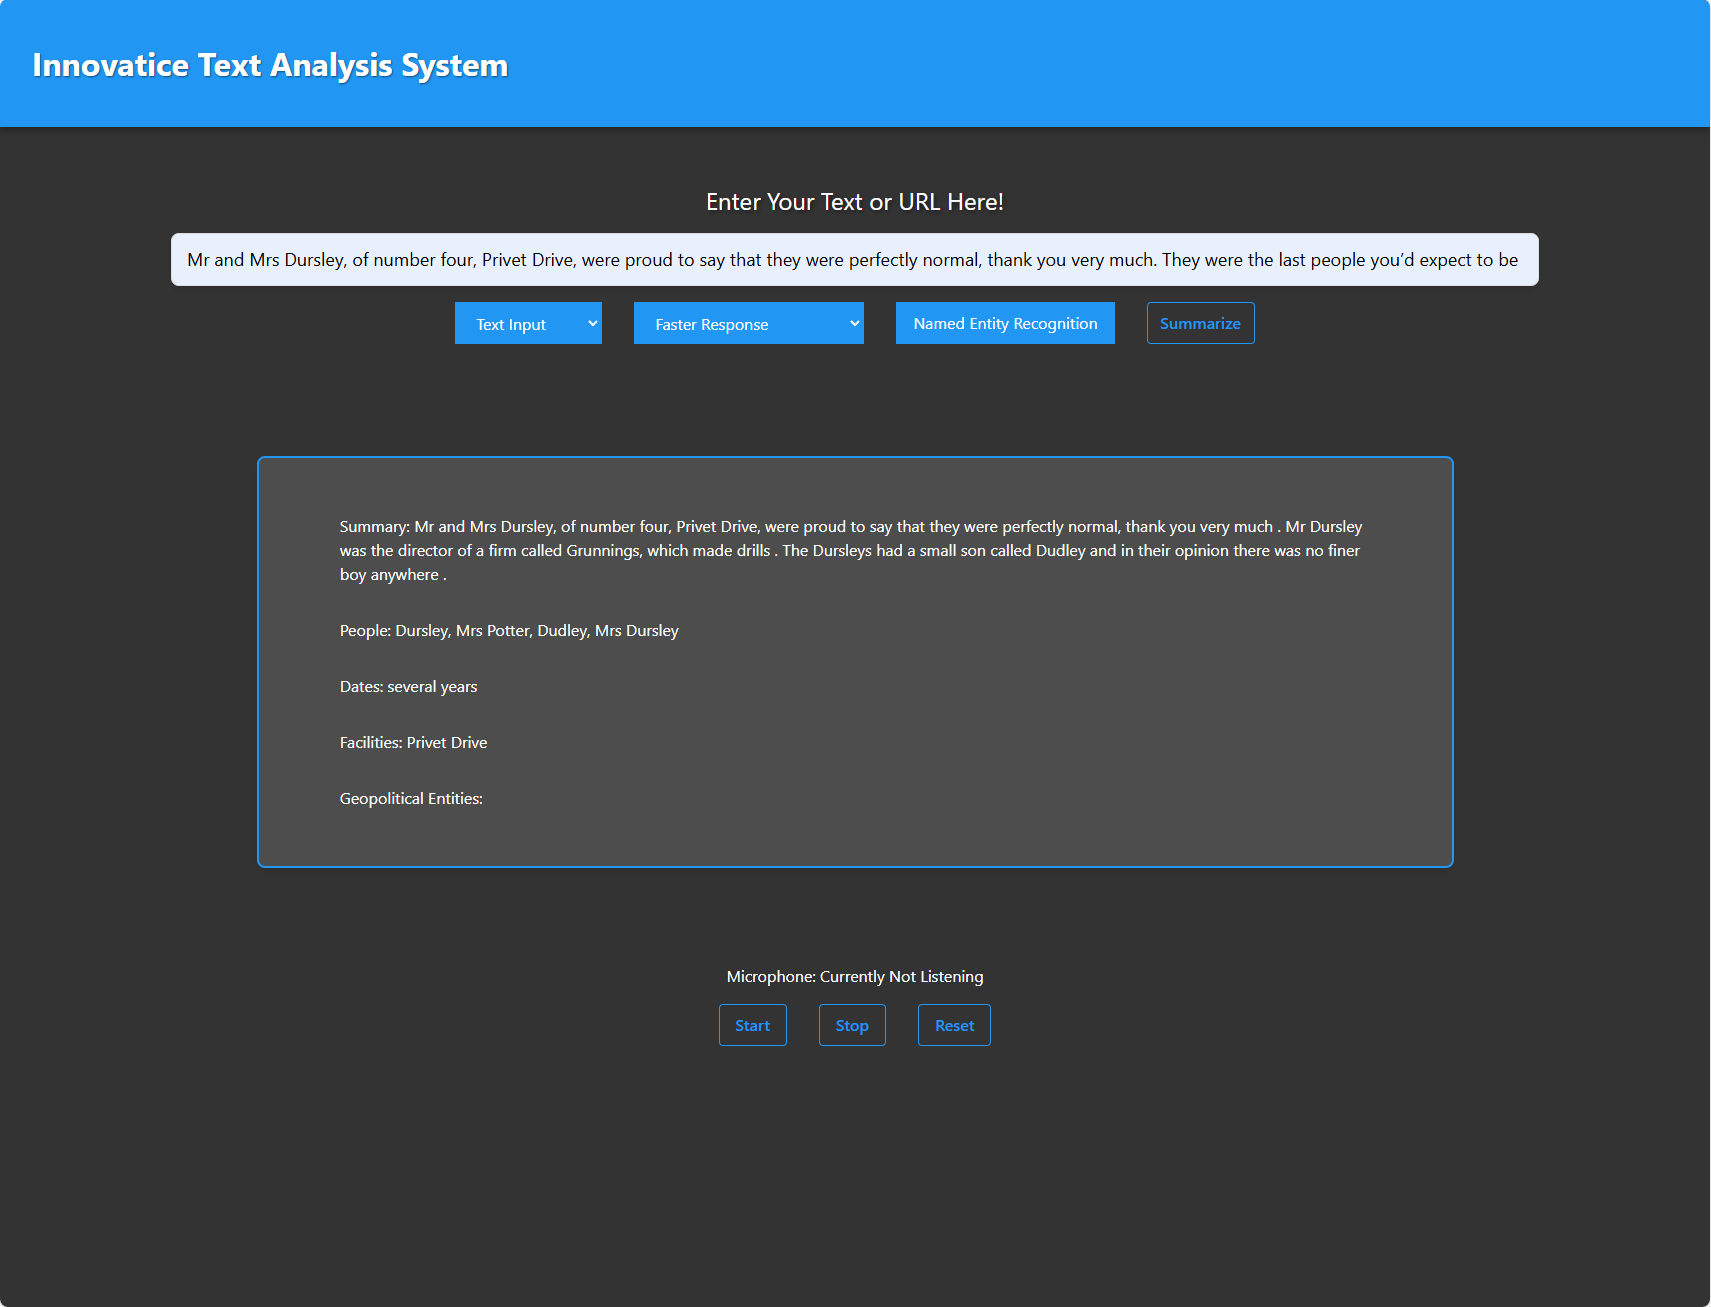 Innovatice Text Analysis System
Enter Your Text or URL Here!
Mr and Mrs Dursley, of number four, Privet Drive, were proud to say that they were perfectly normal, thank you very much. They were the last people you’d expect to be
Text Input
Faster Response
Named Entity Recognition
Summarize
Summary: Mr and Mrs Dursley, of number four, Privet Drive, were proud to say that they were perfectly normal, thank you very much . Mr Dursley
was the director of a firm called Grunnings, which made drills . The Dursleys had a small son called Dudley and in their opinion there was no finer
boy anywhere .
People: Dursley, Mrs Potter, Dudley, Mrs Dursley
Dates: several years
Facilities: Privet Drive
Geopolitical Entities:
Microphone: Currently Not Listening
Start
Stop
Reset